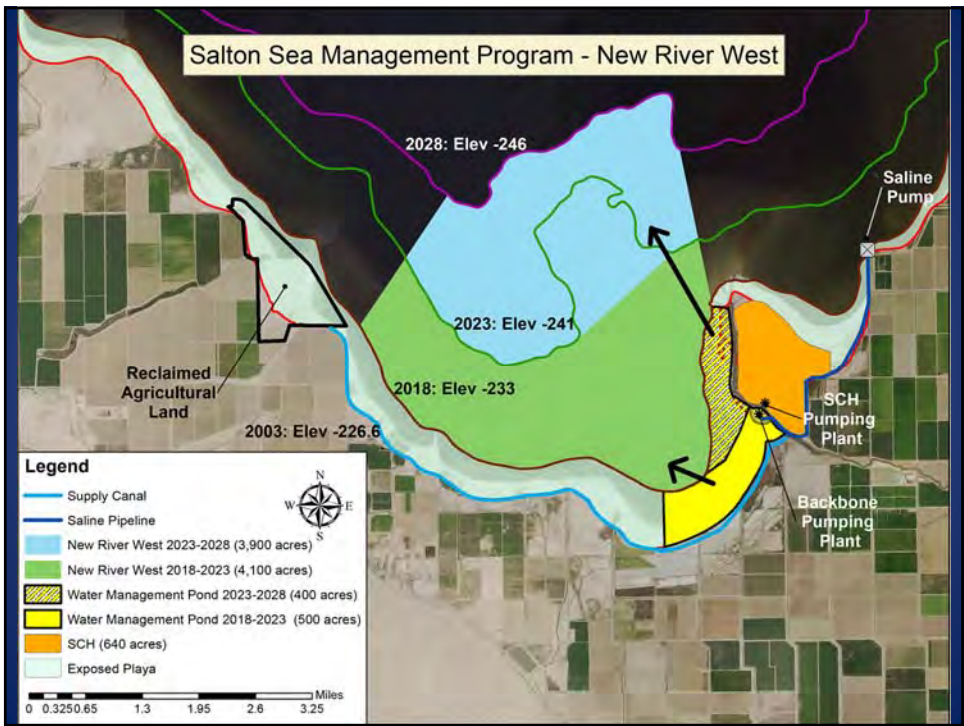 Salton Sea Management Program - New River West
2028: Elev -246
Saline
Pump
2023: Elev -241
Reclaimed
Agricultural
Land
2018: Elev -233
2003: Elev -226.6
SCH
Pumping
Plant
Backbone
Pumping
Plant
Legend
N
W E
S
Supply Canal
Saline Pipeline
New River West 2023-2028 (3,900 acres)
New River West 2018-2023 (4,100 acres)
Water Management Pond 2023-2028 (400 acres)
Water Management Pond 2018-2023 (500 acres)
SCH (640 acres)
Exposed Playa
Miles
0 0.325 0.65 1.3 1.95 2.6 3.25